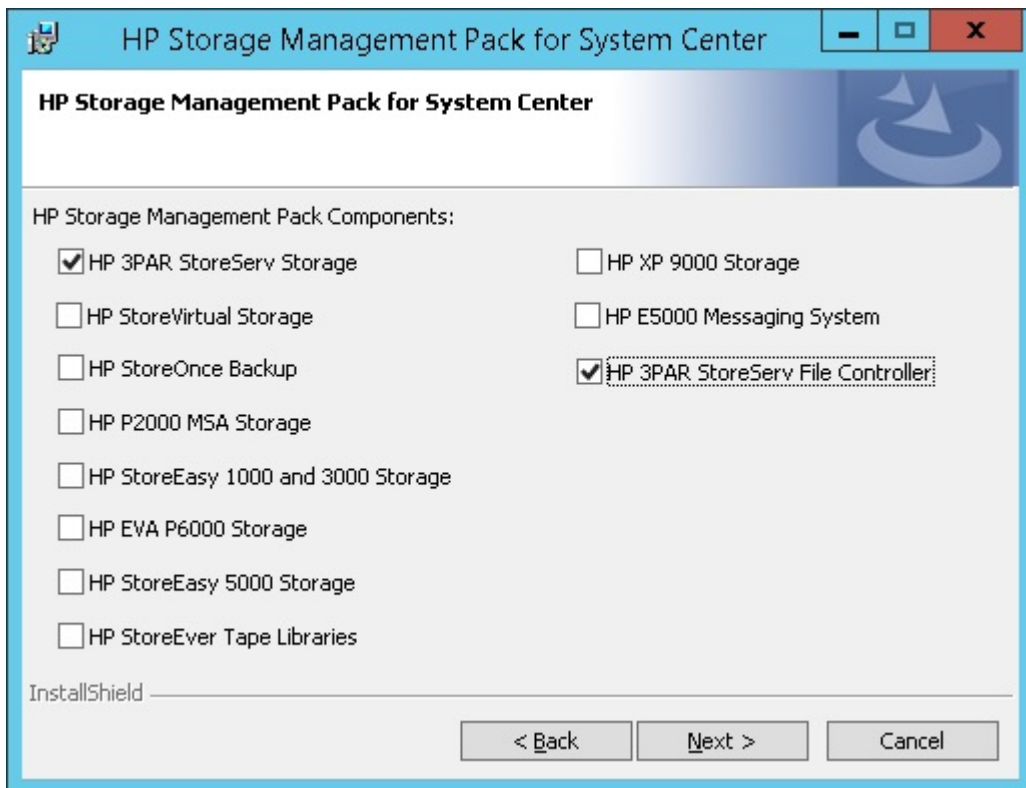 HP Storage Management Pack for System Center
HP Storage Management Pack for System Center
HP Storage Management Pack Components:
HP 3PAR StoreServ Storage
HP StoreVirtual Storage
HP StoreOnce Backup
HP P2000 MSA Storage
HP StoreEasy 1000 and 3000 Storage
HP EVA P6000 Storage
HP StoreEasy 5000 Storage
HP StoreEver Tape Libraries
HP XP 9000 Storage
HP E5000 Messaging System
HP 3PAR StoreServ File Controller
InstallShield
< Back
Next >
Cancel